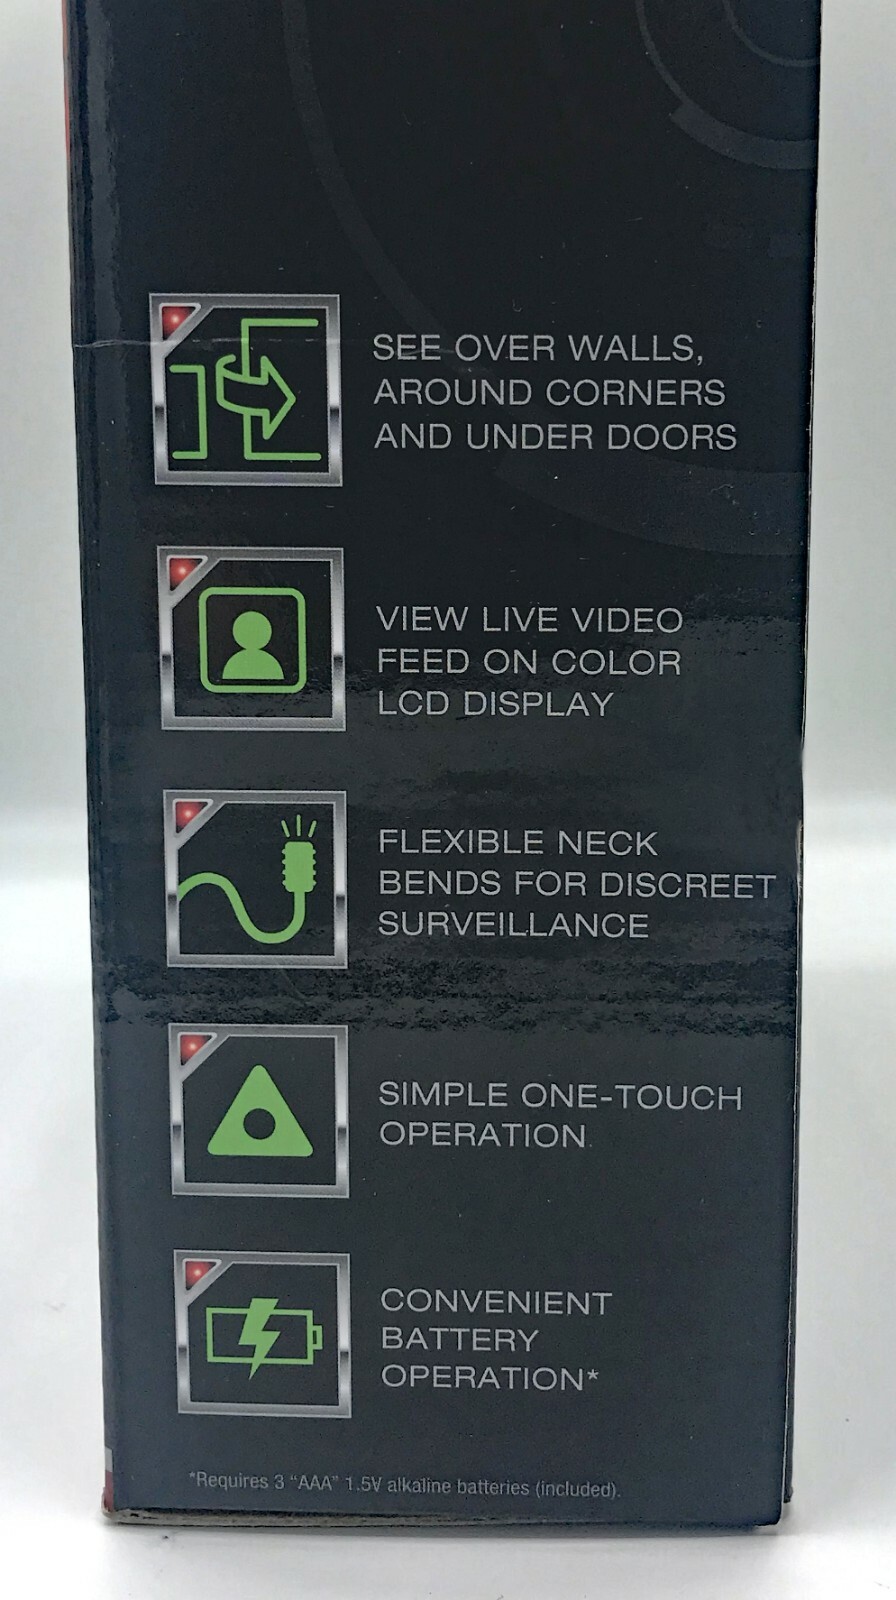 SEE OVER WALLS,
AROUND CORNERS
AND UNDER DOORS
VIEW LIVE VIDEO
FEED ON COLOR
LCD DISPLAY
FLEXIBLE NECK
BENDS FOR DISCREET
SURVEILLANCE
SIMPLE ONE-TOUCH
OPERATION
CONVENIENT
BATTERY
OPERATION*
*Requires 3 “AAA” 1.5V alkaline batteries (included).